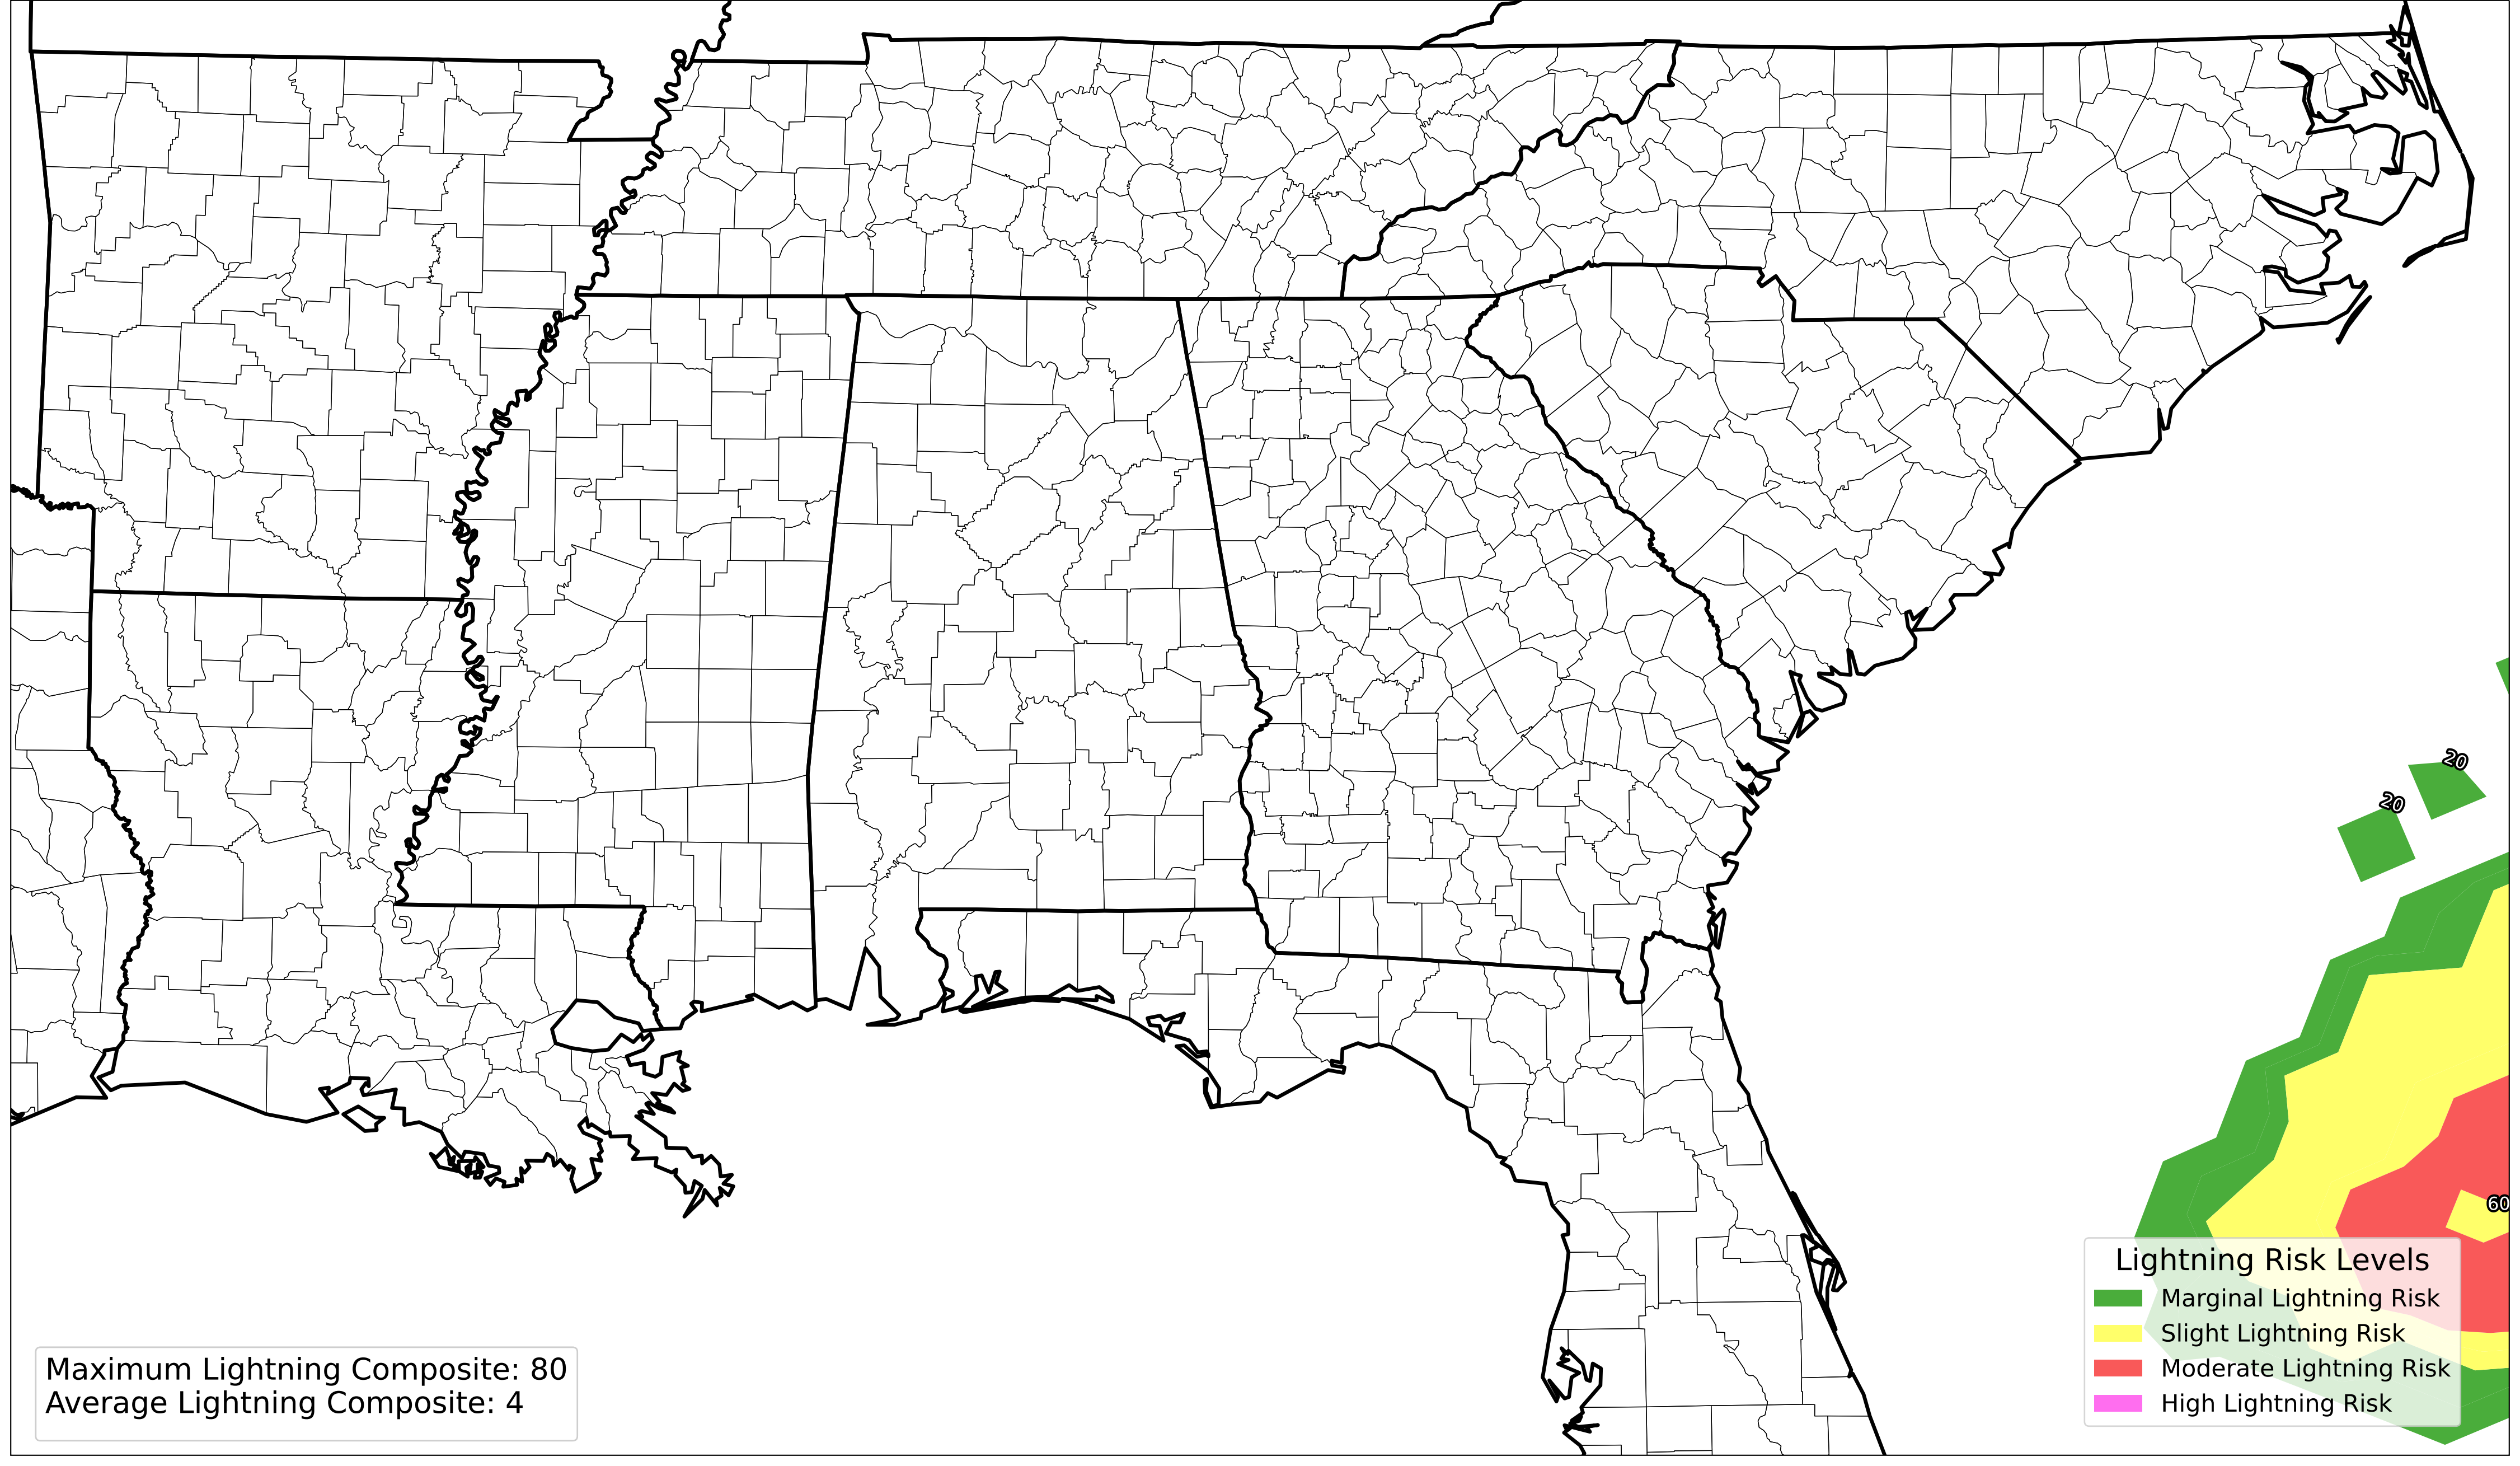 20
20
60
Lightning Risk Levels
Marginal Lightning Risk
Slight Lightning Risk
Moderate Lightning Risk
High Lightning Risk
Maximum Lightning Composite: 80
Average Lightning Composite: 4